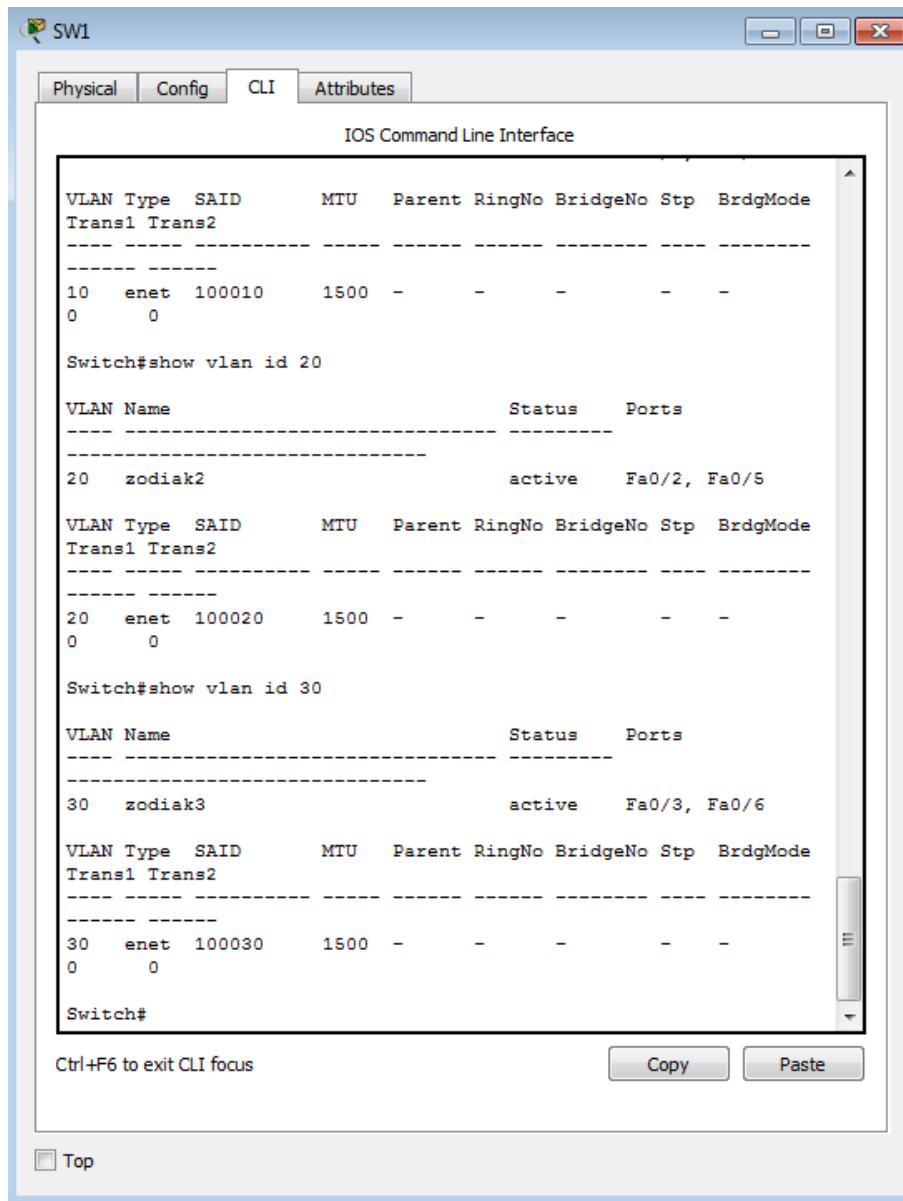 SW1
Physical Config CLI Attributes
IOS Command Line Interface
VLAN Type SAID MTU Parent RingNo BridgeNo Stp BrdgMode
Trans1 Trans2
---- ----- ---------- ----- ------ ------ -------- ---- --------
------ ------
10 enet 100010 1500 - - - - -
0 0
Switch#show vlan id 20
VLAN Name Status Ports
---- -------------------------------- ---------
-------------------------------
20 zodiak2 active Fa0/2, Fa0/5
VLAN Type SAID MTU Parent RingNo BridgeNo Stp BrdgMode
Trans1 Trans2
---- ----- ---------- ----- ------ ------ -------- ---- --------
------ ------
20 enet 100020 1500 - - - - -
0 0
Switch#show vlan id 30
VLAN Name Status Ports
---- -------------------------------- ---------
-------------------------------
30 zodiak3 active Fa0/3, Fa0/6
VLAN Type SAID MTU Parent RingNo BridgeNo Stp BrdgMode
Trans1 Trans2
---- ----- ---------- ----- ------ ------ -------- ---- --------
------ ------
30 enet 100030 1500 - - - - -
0 0
Switch#
Ctrl+F6 to exit CLI focus Copy Paste
Top